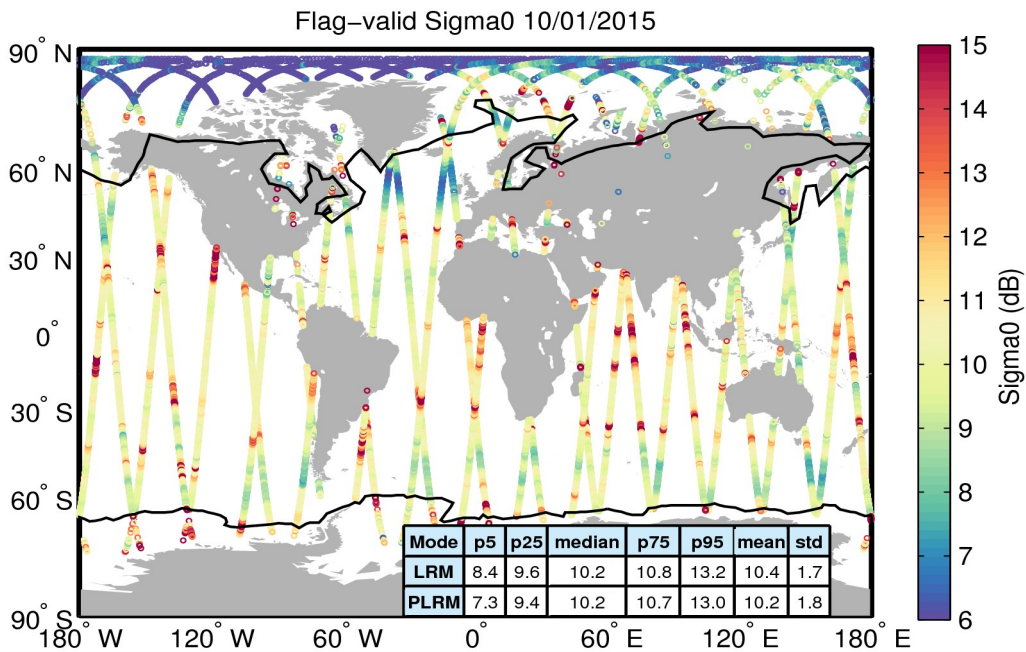 Flag−valid Sigma0 10/01/2015
90° N
60° N
30° N
0°
30° S
60° S
90° S
180° W
120° W
60° W
0°
60° E
120° E
180° E
Mode p5 p25 median p75 p95 mean std
LRM 8.4 9.6 10.2 10.8 13.2 10.4 1.7
PLRM 7.3 9.4 10.2 10.7 13.0 10.2 1.8
15
14
13
12
11
10
9
8
7
6
Sigma0 (dB)